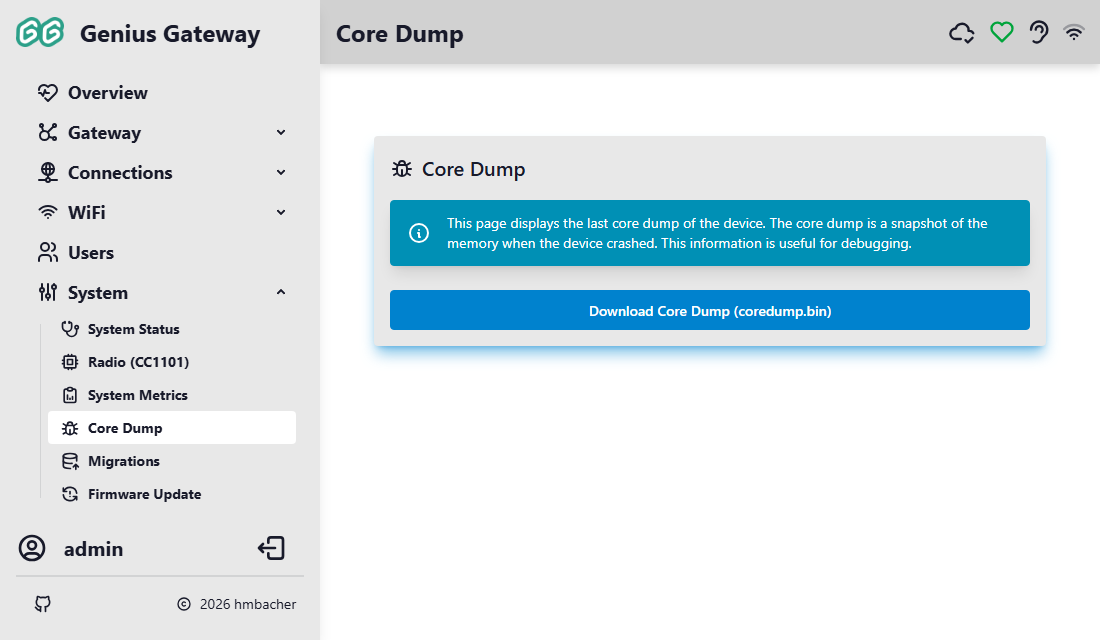 Genius Gateway
Core Dump
Overview
Gateway
Connections
WiFi
Users
System
System Status
Radio (CC1101)
System Metrics
Core Dump
Migrations
Firmware Update
admin
© 2026 hmbacher
Core Dump
This page displays the last core dump of the device. The core dump is a snapshot of the
memory when the device crashed. This information is useful for debugging.
Download Core Dump (coredump.bin)